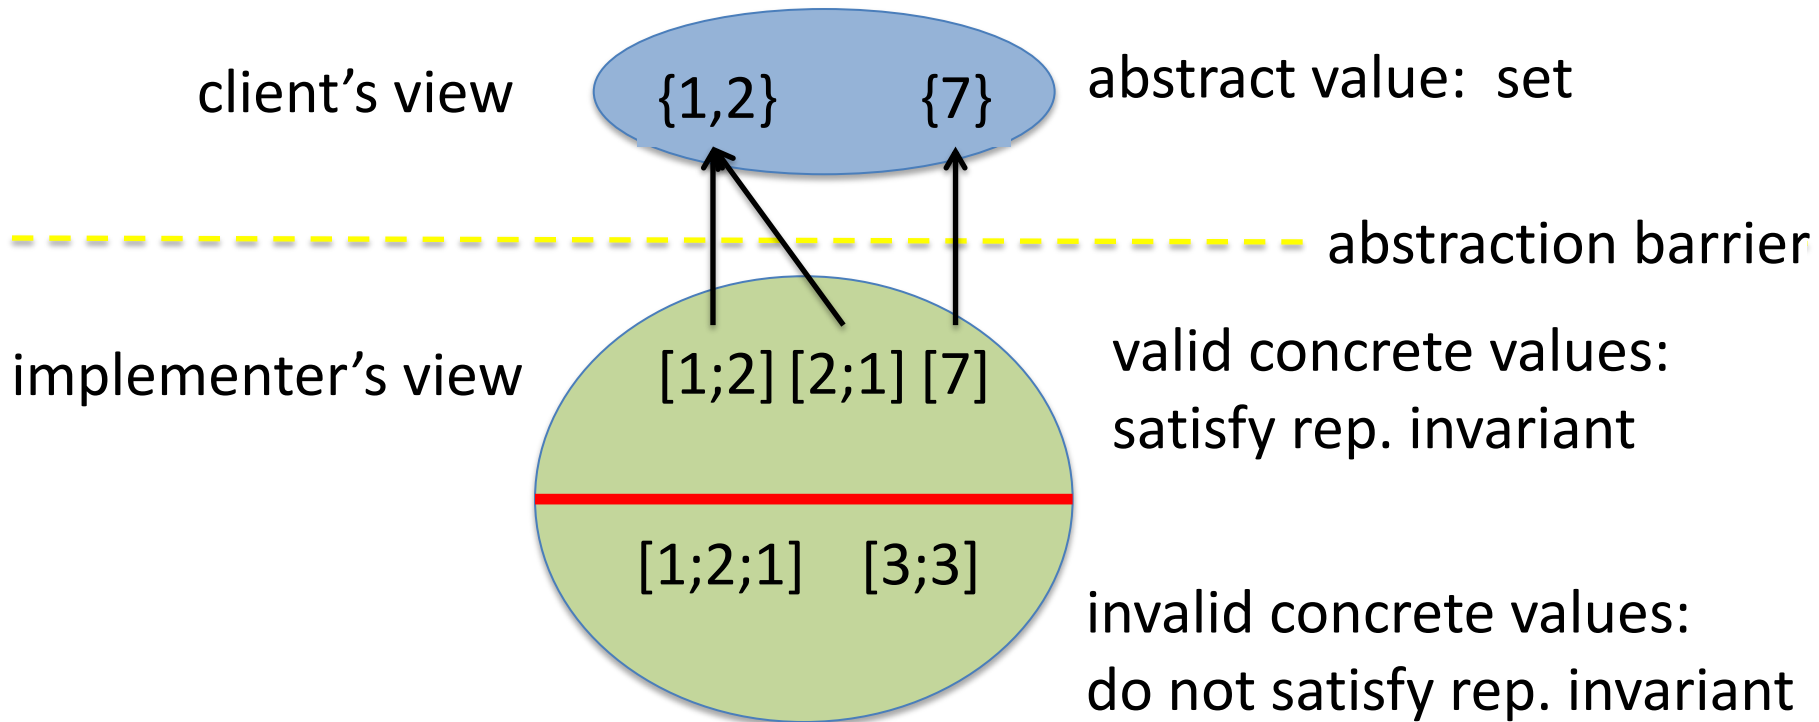 client’s view
{1,2} {7}
abstract value: set
abstraction barrier
implementer’s view
[1;2] [2;1] [7]
valid concrete values:
satisfy rep. invariant
[1;2;1] [3;3]
invalid concrete values:
do not satisfy rep. invariant